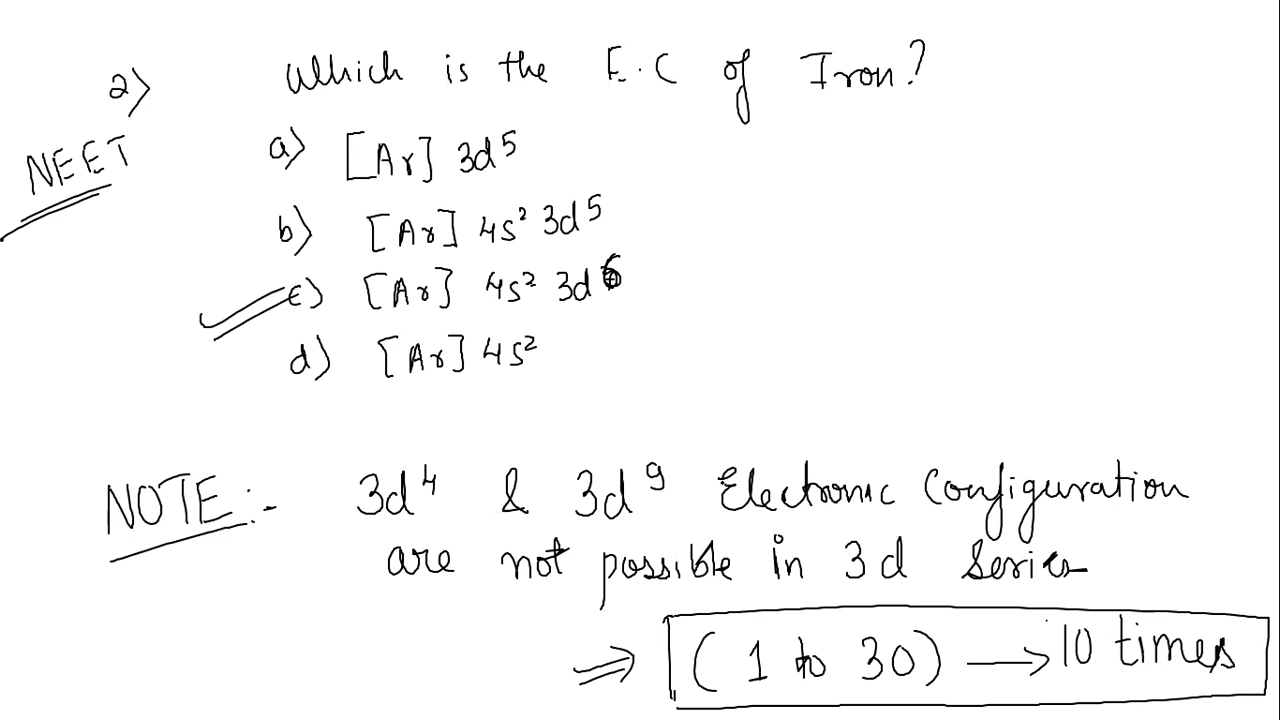 2) Which is the E.C of Iron?
NEET
a) [Ar] 3d⁵
b) [Ar] 4s² 3d⁵
c) [Ar] 4s² 3d⁶
d) [Ar] 4s²
NOTE:- 3d⁴ & 3d⁹ Electronic Configuration
are not possible in 3d Series
⇒ (1 to 30) → 10 times